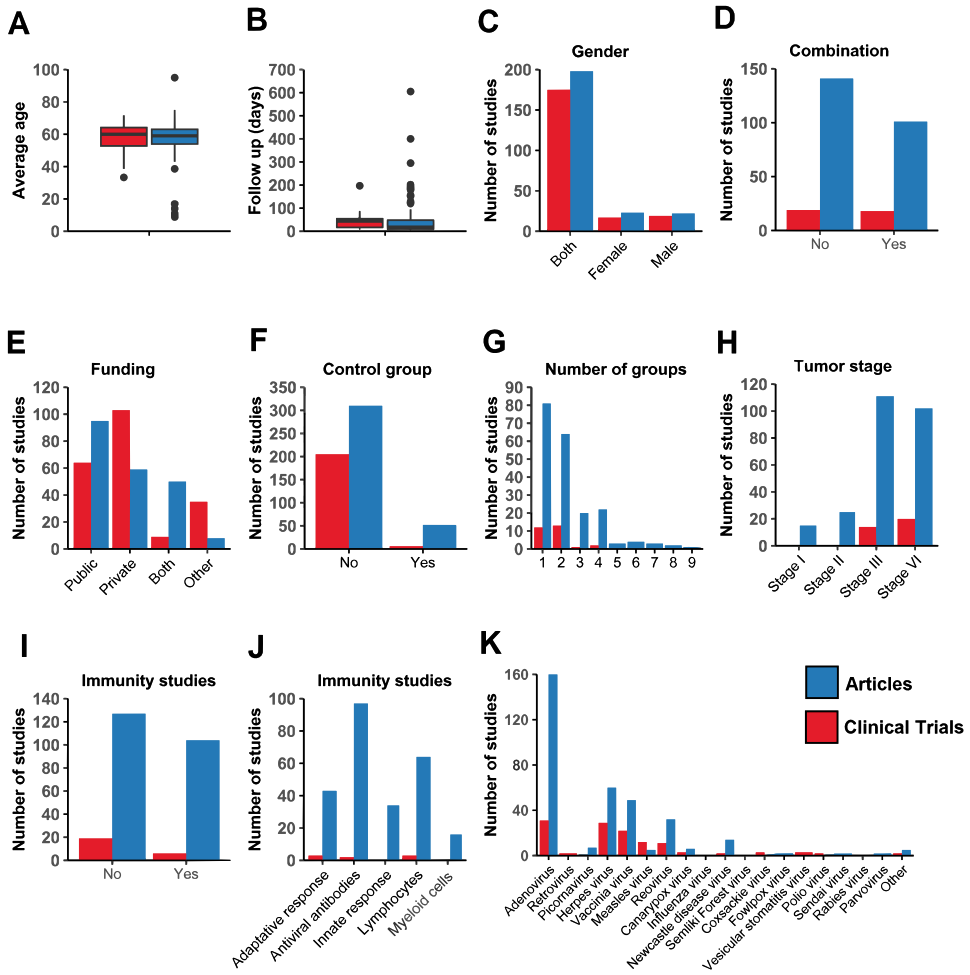 A
Average age
100
80
60
40
20
0
B
Follow up (days)
700
600
500
400
300
200
100
0
C
Gender
Number of studies
200
150
100
50
0
Both
Female
Male
D
Combination
Number of studies
150
100
50
0
No
Yes
E
Funding
Number of studies
120
100
80
60
40
20
0
Public
Private
Both
Other
F
Control group
Number of studies
350
300
250
200
150
100
50
0
No
Yes
G
Number of groups
Number of studies
90
80
70
60
50
40
30
20
10
0
1 2 3 4 5 6 7 8 9
H
Tumor stage
Number of studies
120
100
80
60
40
20
0
Stage I
Stage II
Stage III
Stage VI
I
Immunity studies
Number of studies
140
120
100
80
60
40
20
0
No
Yes
J
Immunity studies
Number of studies
100
80
60
40
20
0
Adaptative response
Antiviral antibodies
Innate response
Lymphocytes
Myeloid cells
K
Number of studies
160
120
80
40
0
Adenovirus
Retrovirus
Picornavirus
Herpes virus
Vaccinia virus
Measles virus
Reovirus
Canarypox virus
Influenza virus
Newcastle disease virus
Semliki Forest virus
Coxsackie virus
Fowlpox virus
Vesicular stomatitis virus
Polio virus
Sendai virus
Rabies virus
Parvovirus
Other
Articles
Clinical Trials